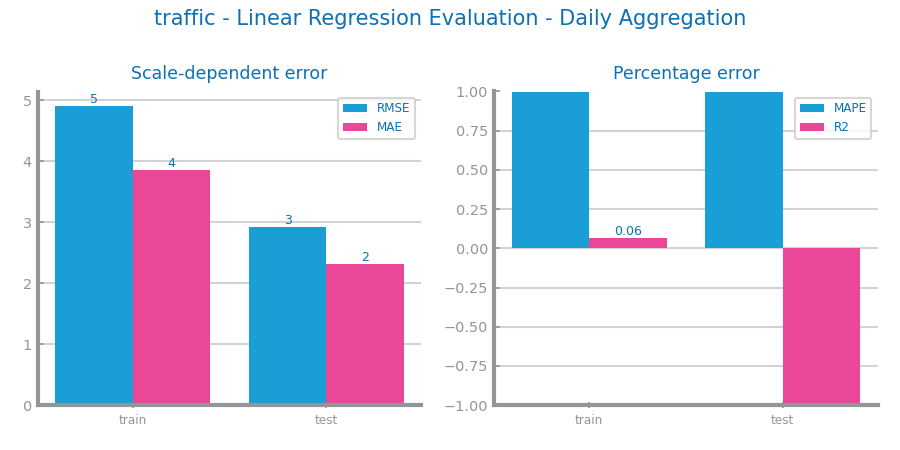 traffic - Linear Regression Evaluation - Daily Aggregation
Scale-dependent error
5
4
3
2
1
0
5
4
3
2
RMSE
MAE
train
test
Percentage error
1.00
0.75
0.50
0.25
0.00
−0.25
−0.50
−0.75
−1.00
0.06
MAPE
R2
train
test